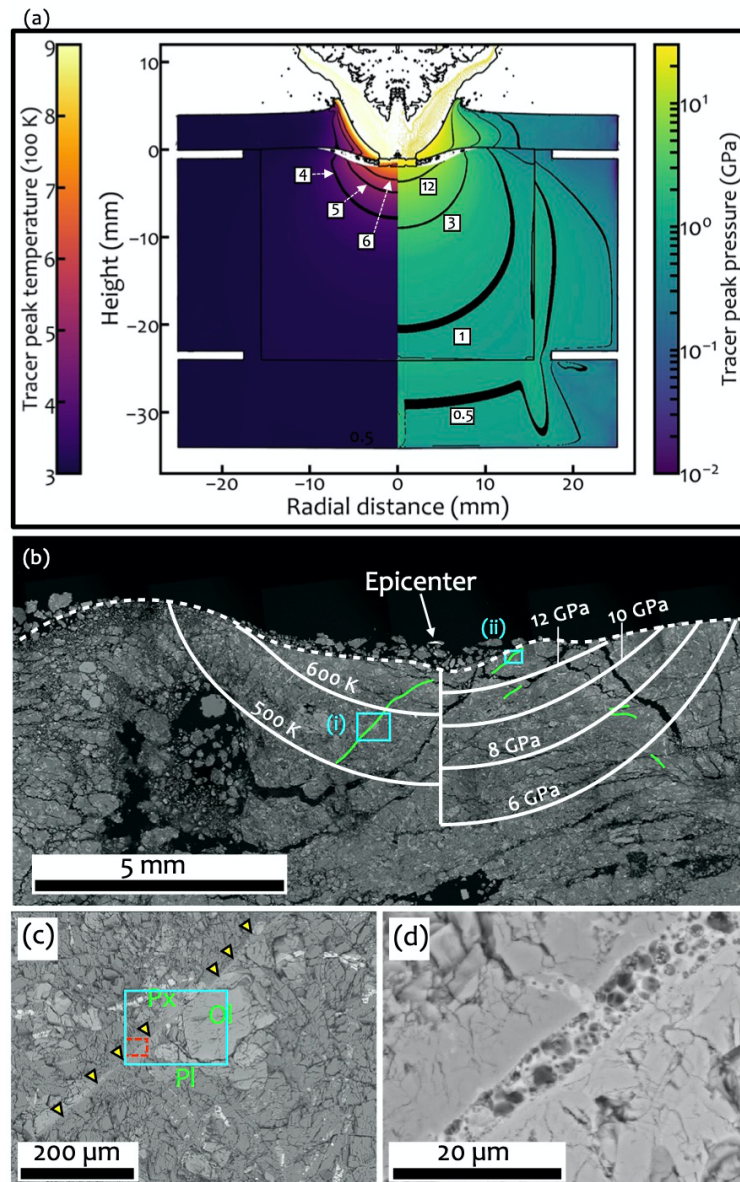 (a)
9
8
7
6
5
4
3
Tracer peak temperature (100 K)
10
0
−10
−20
−30
Height (mm)
4
5
6
12
3
1
0.5
0.5
−20
−10
0
10
20
Radial distance (mm)
10¹
10⁰
10⁻¹
10⁻²
Tracer peak pressure (GPa)
(b)
Epicenter
(ii)
12 GPa
10 GPa
600 K
(i)
500 K
8 GPa
6 GPa
5 mm
(c)
Px
Ol
Pl
200 µm
(d)
20 µm